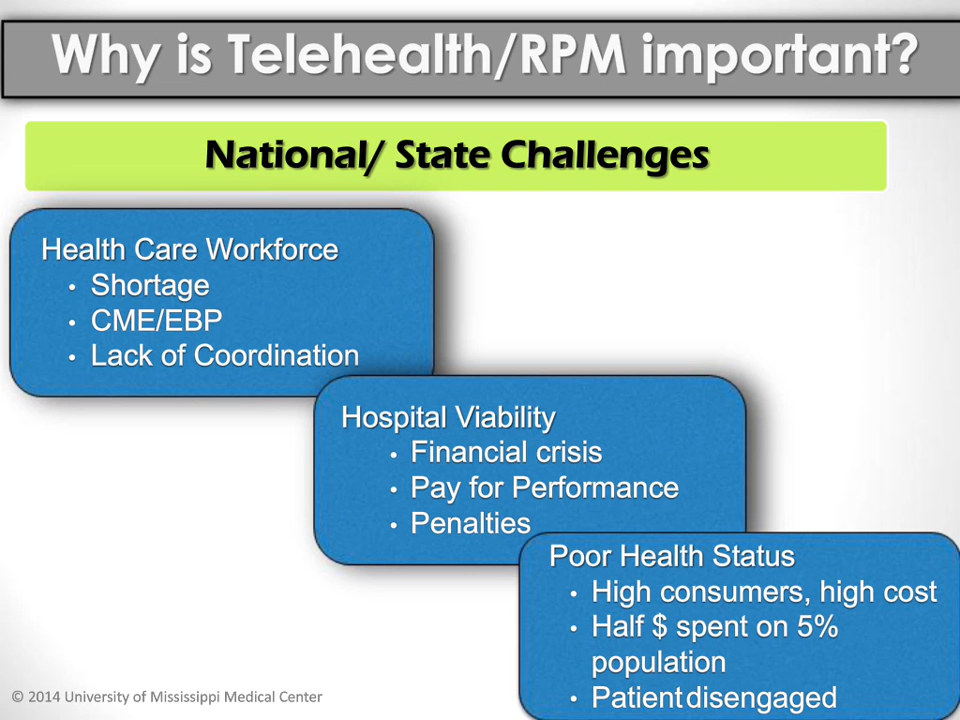 Why is Telehealth/RPM important?
National/ State Challenges
Health Care Workforce
• Shortage
• CME/EBP
• Lack of Coordination
Hospital Viability
• Financial crisis
• Pay for Performance
• Penalties
Poor Health Status
• High consumers, high cost
• Half $ spent on 5%
population
• Patient disengaged
© 2014 University of Mississippi Medical Center